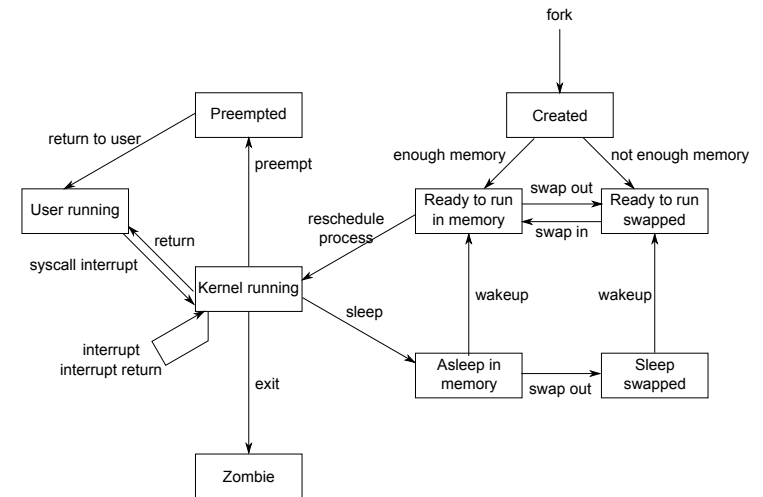 fork
Preempted
Created
return to user
preempt
enough memory
not enough memory
User running
Ready to run
in memory
swap out
swap in
Ready to run
swapped
return
syscall interrupt
reschedule
process
Kernel running
sleep
wakeup
wakeup
interrupt
interrupt return
exit
Asleep in
memory
swap out
Sleep
swapped
Zombie